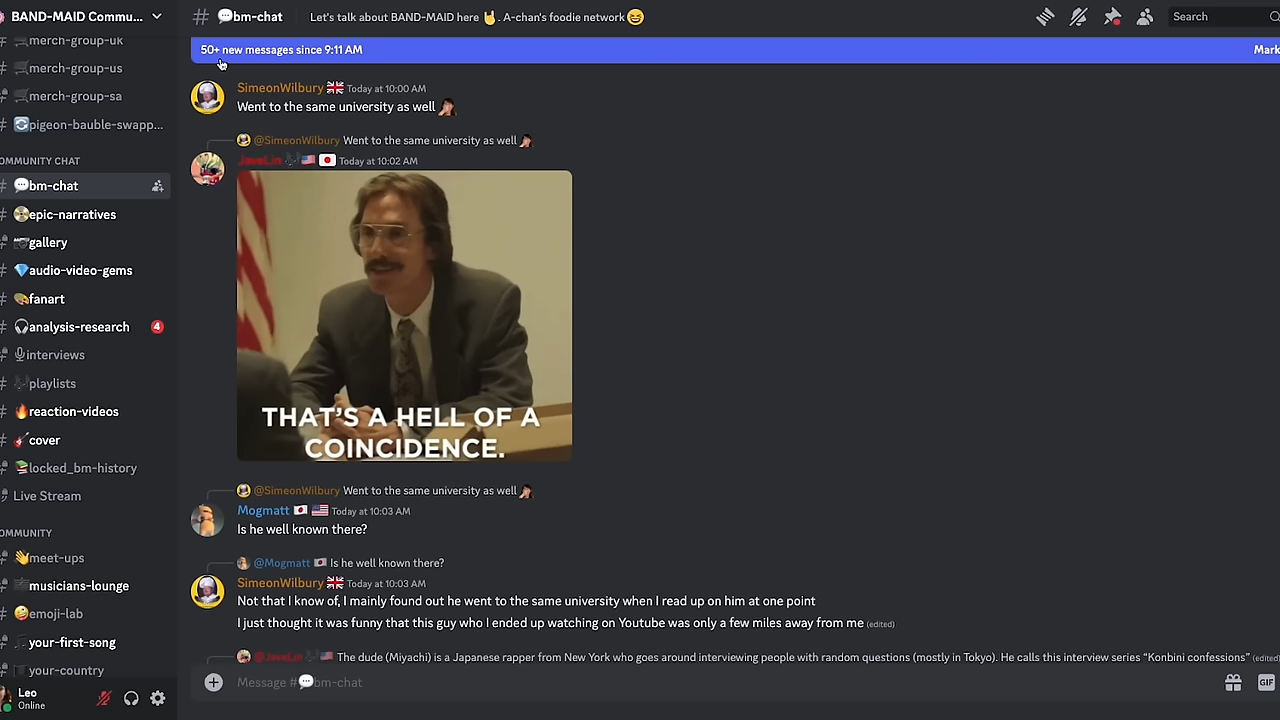 BAND-MAID Commu...
bm-chat
Let's talk about BAND-MAID here 🤘. A-chan's foodie network 😆
Search
merch-group-uk
merch-group-us
merch-group-sa
pigeon-bauble-swapp...
OMMUNITY CHAT
bm-chat
epic-narratives
gallery
audio-video-gems
fanart
analysis-research 4
interviews
playlists
reaction-videos
cover
locked_bm-history
Live Stream
OMMUNITY
meet-ups
musicians-lounge
emoji-lab
your-first-song
your-country
Leo
Online
50+ new messages since 9:11 AM
Mark
SimeonWilbury Today at 10:00 AM
Went to the same university as well
@SimeonWilbury Went to the same university as well
JaveLin Today at 10:02 AM
THAT'S A HELL OF A
COINCIDENCE.
@SimeonWilbury Went to the same university as well
Mogmatt Today at 10:03 AM
Is he well known there?
@Mogmatt Is he well known there?
SimeonWilbury Today at 10:03 AM
Not that I know of, I mainly found out he went to the same university when I read up on him at one point
I just thought it was funny that this guy who I ended up watching on Youtube was only a few miles away from me (edited)
@JaveLin The dude (Miyachi) is a Japanese rapper from New York who goes around interviewing people with random questions (mostly in Tokyo). He calls this interview series “Konbini confessions” (edited)
Message #bm-chat
GIF